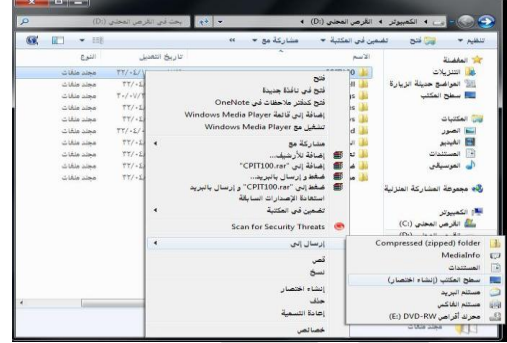 الكمبيوتر ◂ القرص المحلي (D:) ◂
بحث في القرص المحلي (D:)
تنظيم ▾ فتح تضمين في المكتبة ▾ مشاركة مع ▾ »
المفضلة
التنزيلات
المواضع حديثة الزيارة
سطح المكتب
المكتبات
الصور
الفيديو
المستندات
الموسيقى
مجموعة المشاركة المنزلية
الكمبيوتر
القرص المحلي (C:)
القرص المحلي (D:)
الاسم تاريخ التعديل النوع
مجلد ملفات
مجلد ملفات
مجلد ملفات
مجلد ملفات
مجلد ملفات
مجلد ملفات
مجلد ملفات
مجلد ملفات
مجلد ملفات
فتح
فتح في نافذة جديدة
فتح كدفتر ملاحظات في OneNote
إضافة إلى قائمة Windows Media Player
تشغيل مع Windows Media Player
مشاركة مع
إضافة للأرشيف...
إضافة إلى "CPIT100.rar"
ضغط و إرسال بالبريد...
ضغط إلى "CPIT100.rar" و إرسال بالبريد
استعادة الإصدارات السابقة
تضمين في المكتبة
Scan for Security Threats
إرسال إلى
قص
نسخ
إنشاء اختصار
حذف
إعادة التسمية
خصائص
Compressed (zipped) folder
MediaInfo
المستندات
سطح المكتب (إنشاء اختصار)
مستلم البريد
مستلم الفاكس
محرك أقراص DVD-RW (E:)
مجلد ملفات